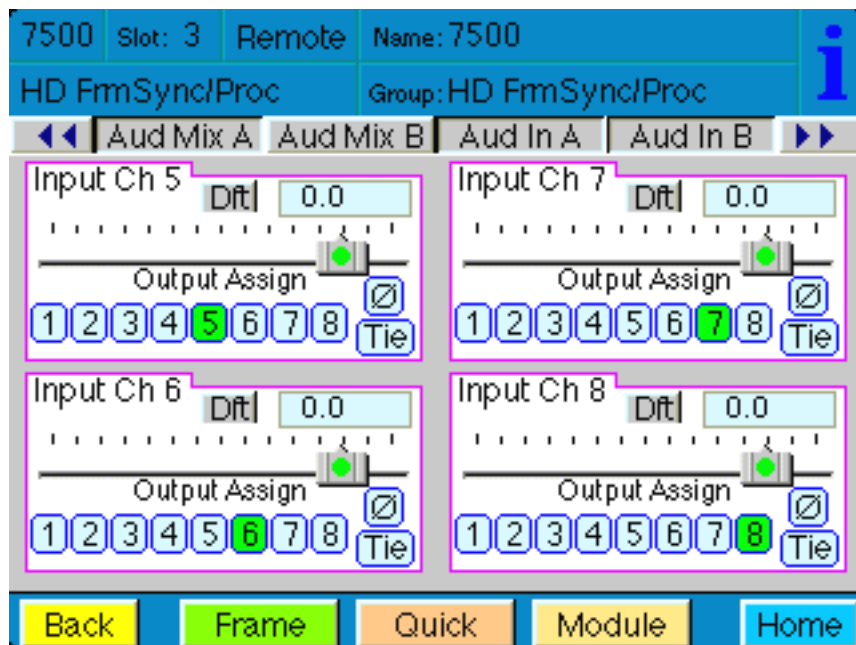 7500 Slot: 3 Remote Name: 7500
HD FrmSync/Proc Group: HD FrmSync/Proc
i
Aud Mix A Aud Mix B Aud In A Aud In B
Input Ch 5 Dft 0.0
Output Assign
1 2 3 4 5 6 7 8 Ø Tie
Input Ch 7 Dft 0.0
Output Assign
1 2 3 4 5 6 7 8 Ø Tie
Input Ch 6 Dft 0.0
Output Assign
1 2 3 4 5 6 7 8 Ø Tie
Input Ch 8 Dft 0.0
Output Assign
1 2 3 4 5 6 7 8 Ø Tie
Back Frame Quick Module Home